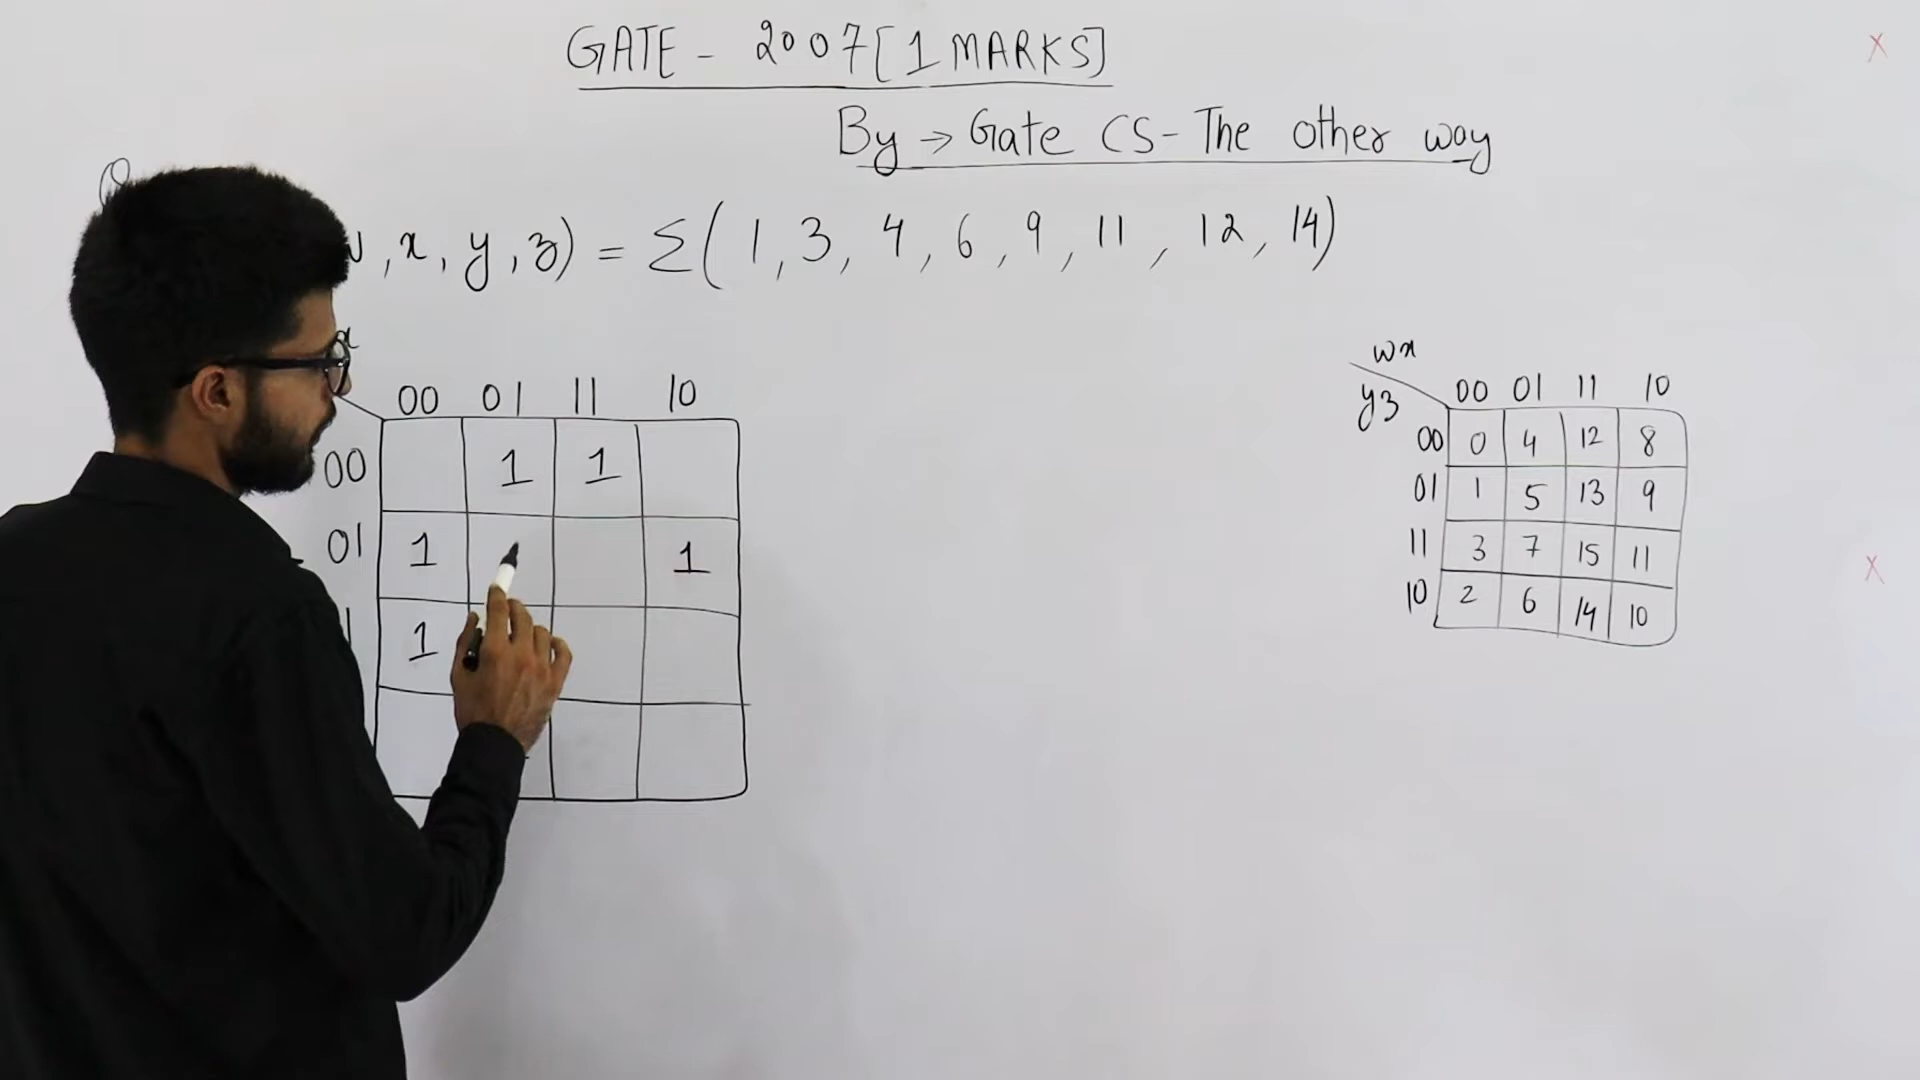 GATE - 2007 [1 MARKS]
By → Gate CS - The other way
, x, y, z) = Σ( 1, 3, 4, 6, 9, 11, 12, 14)
x
00 01 11 10
00 1 1
01 1 1
1
wx
yz 00 01 11 10
00 0 4 12 8
01 1 5 13 9
11 3 7 15 11
10 2 6 14 10
X
X